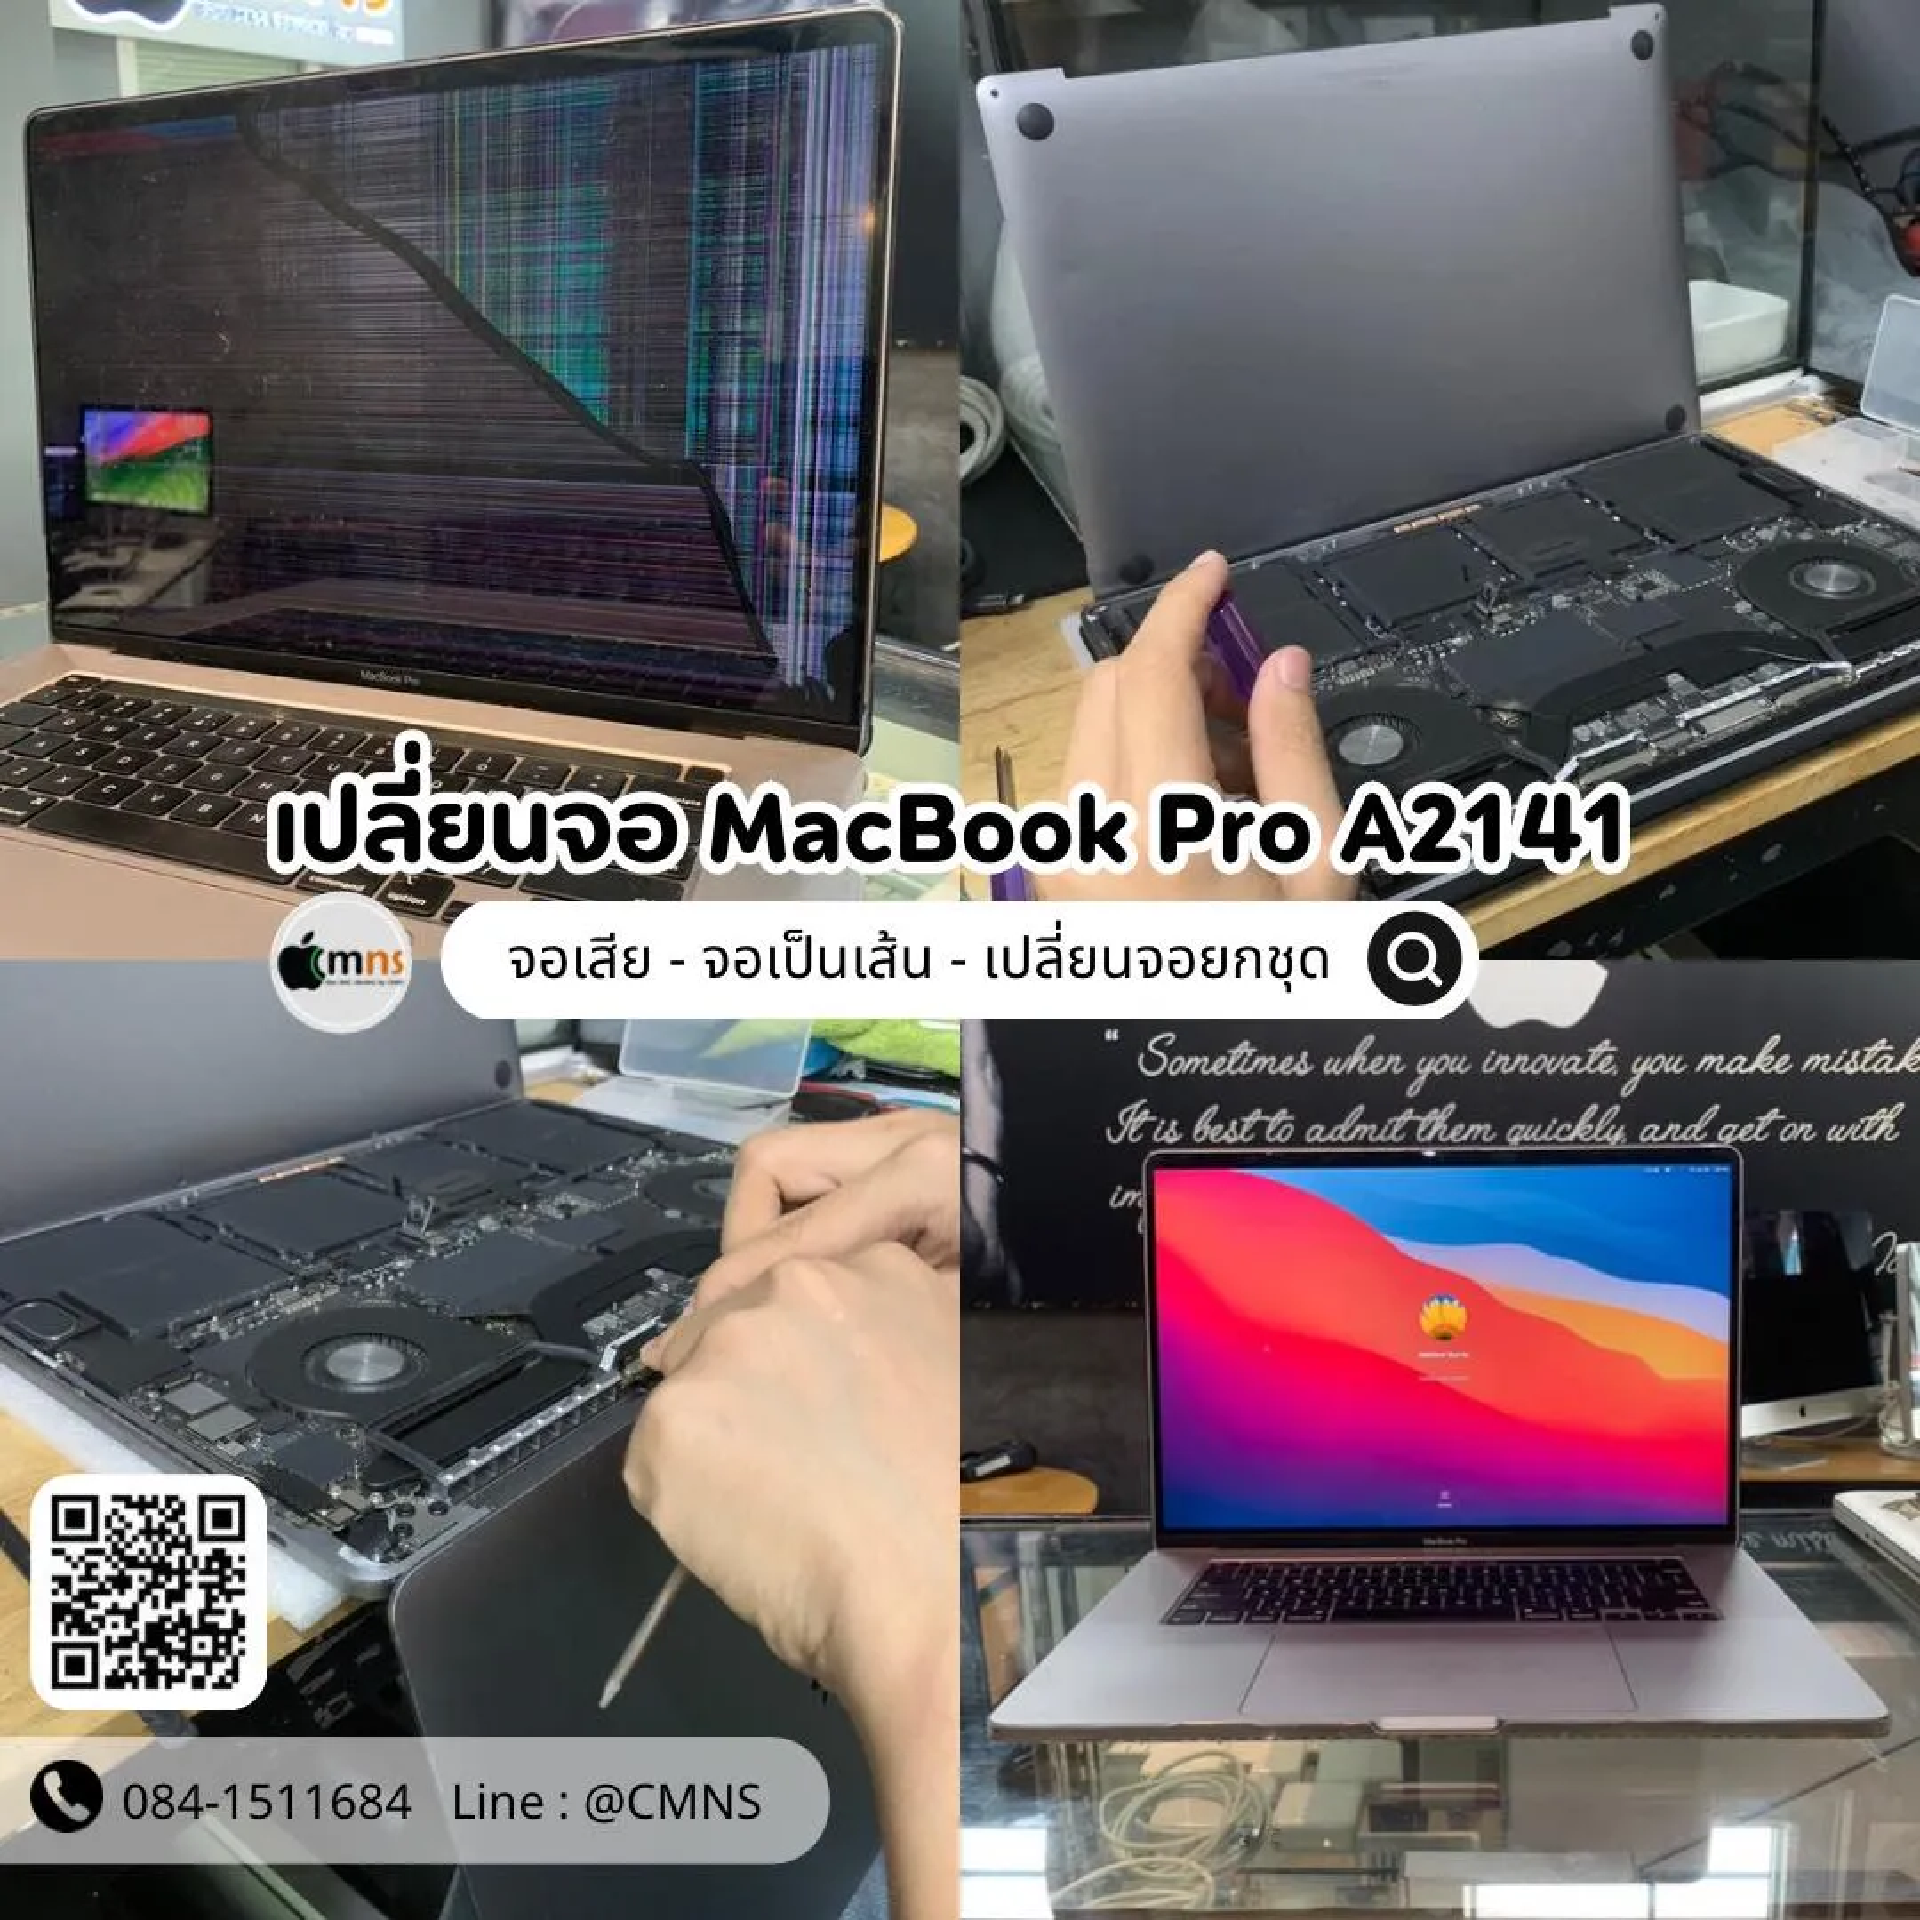 MacBook Pro
เปลี่ยนจอ MacBook Pro A2141
cmns
จอเสีย - จอเป็นเส้น - เปลี่ยนจอยกชุด
“ Sometimes when you innovate, you make mistak
It is best to admit them quickly, and get on with
im
MacBook Pro
084-1511684 Line : @CMNS